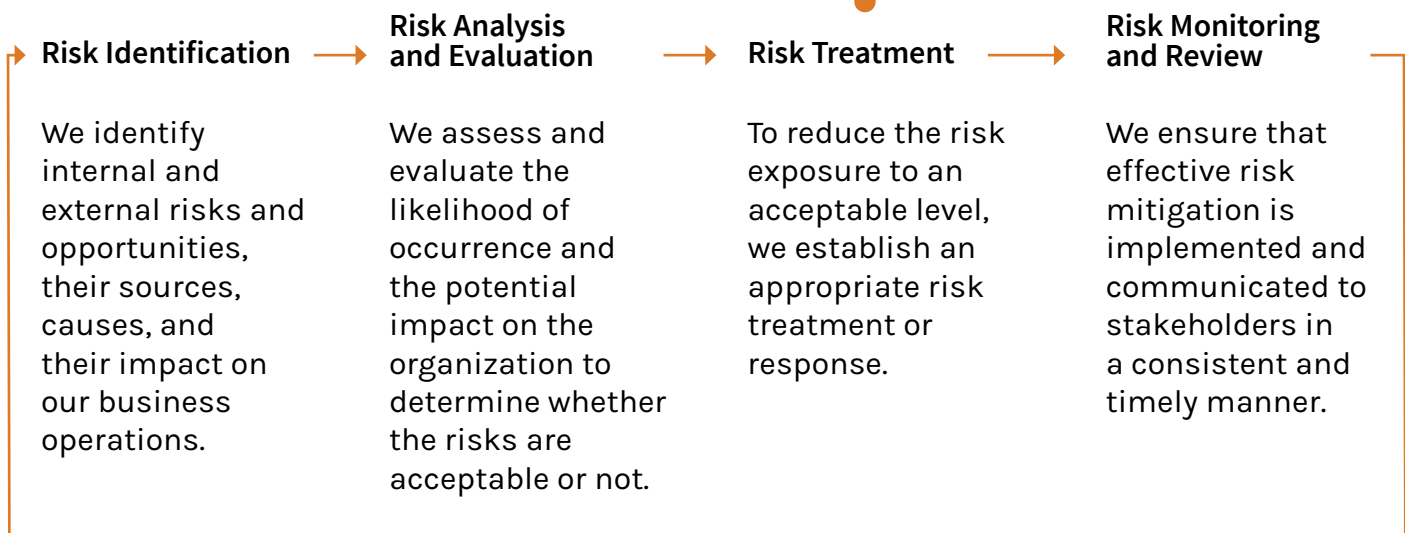 Risk Identification
We identify
internal and
external risks and
opportunities,
their sources,
causes, and
their impact on
our business
operations.
Risk Analysis
and Evaluation
We assess and
evaluate the
likelihood of
occurrence and
the potential
impact on the
organization to
determine whether
the risks are
acceptable or not.
Risk Treatment
To reduce the risk
exposure to an
acceptable level,
we establish an
appropriate risk
treatment or
response.
Risk Monitoring
and Review
We ensure that
effective risk
mitigation is
implemented and
communicated to
stakeholders in
a consistent and
timely manner.